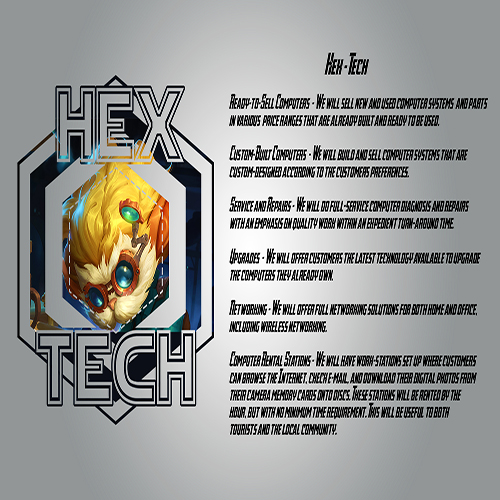 HEX
TECH
Hex-Tech
Ready-to-Sell Computers - We will sell new and used computer systems and parts
in various price ranges that are already built and ready to be used.
Custom-Built Computers - We will build and sell computer systems that are
custom-designed according to the customers preferences.
Service and Repairs - We will do full-service computer diagnosis and repairs
with an emphasis on quality work within an expedient turn-around time.
Upgrades - We will offer customers the latest technology available to upgrade
the computers they already own.
Networking - We will offer full networking solutions for both home and office,
including wireless networking.
Computer Rental Stations - We will have work-stations set up where customers
can browse the Internet, check e-mail, and download their digital photos from
their camera memory cards onto discs. These stations will be rented by the
hour, but with no minimum time requirement. This will be useful to both
tourists and the local community.